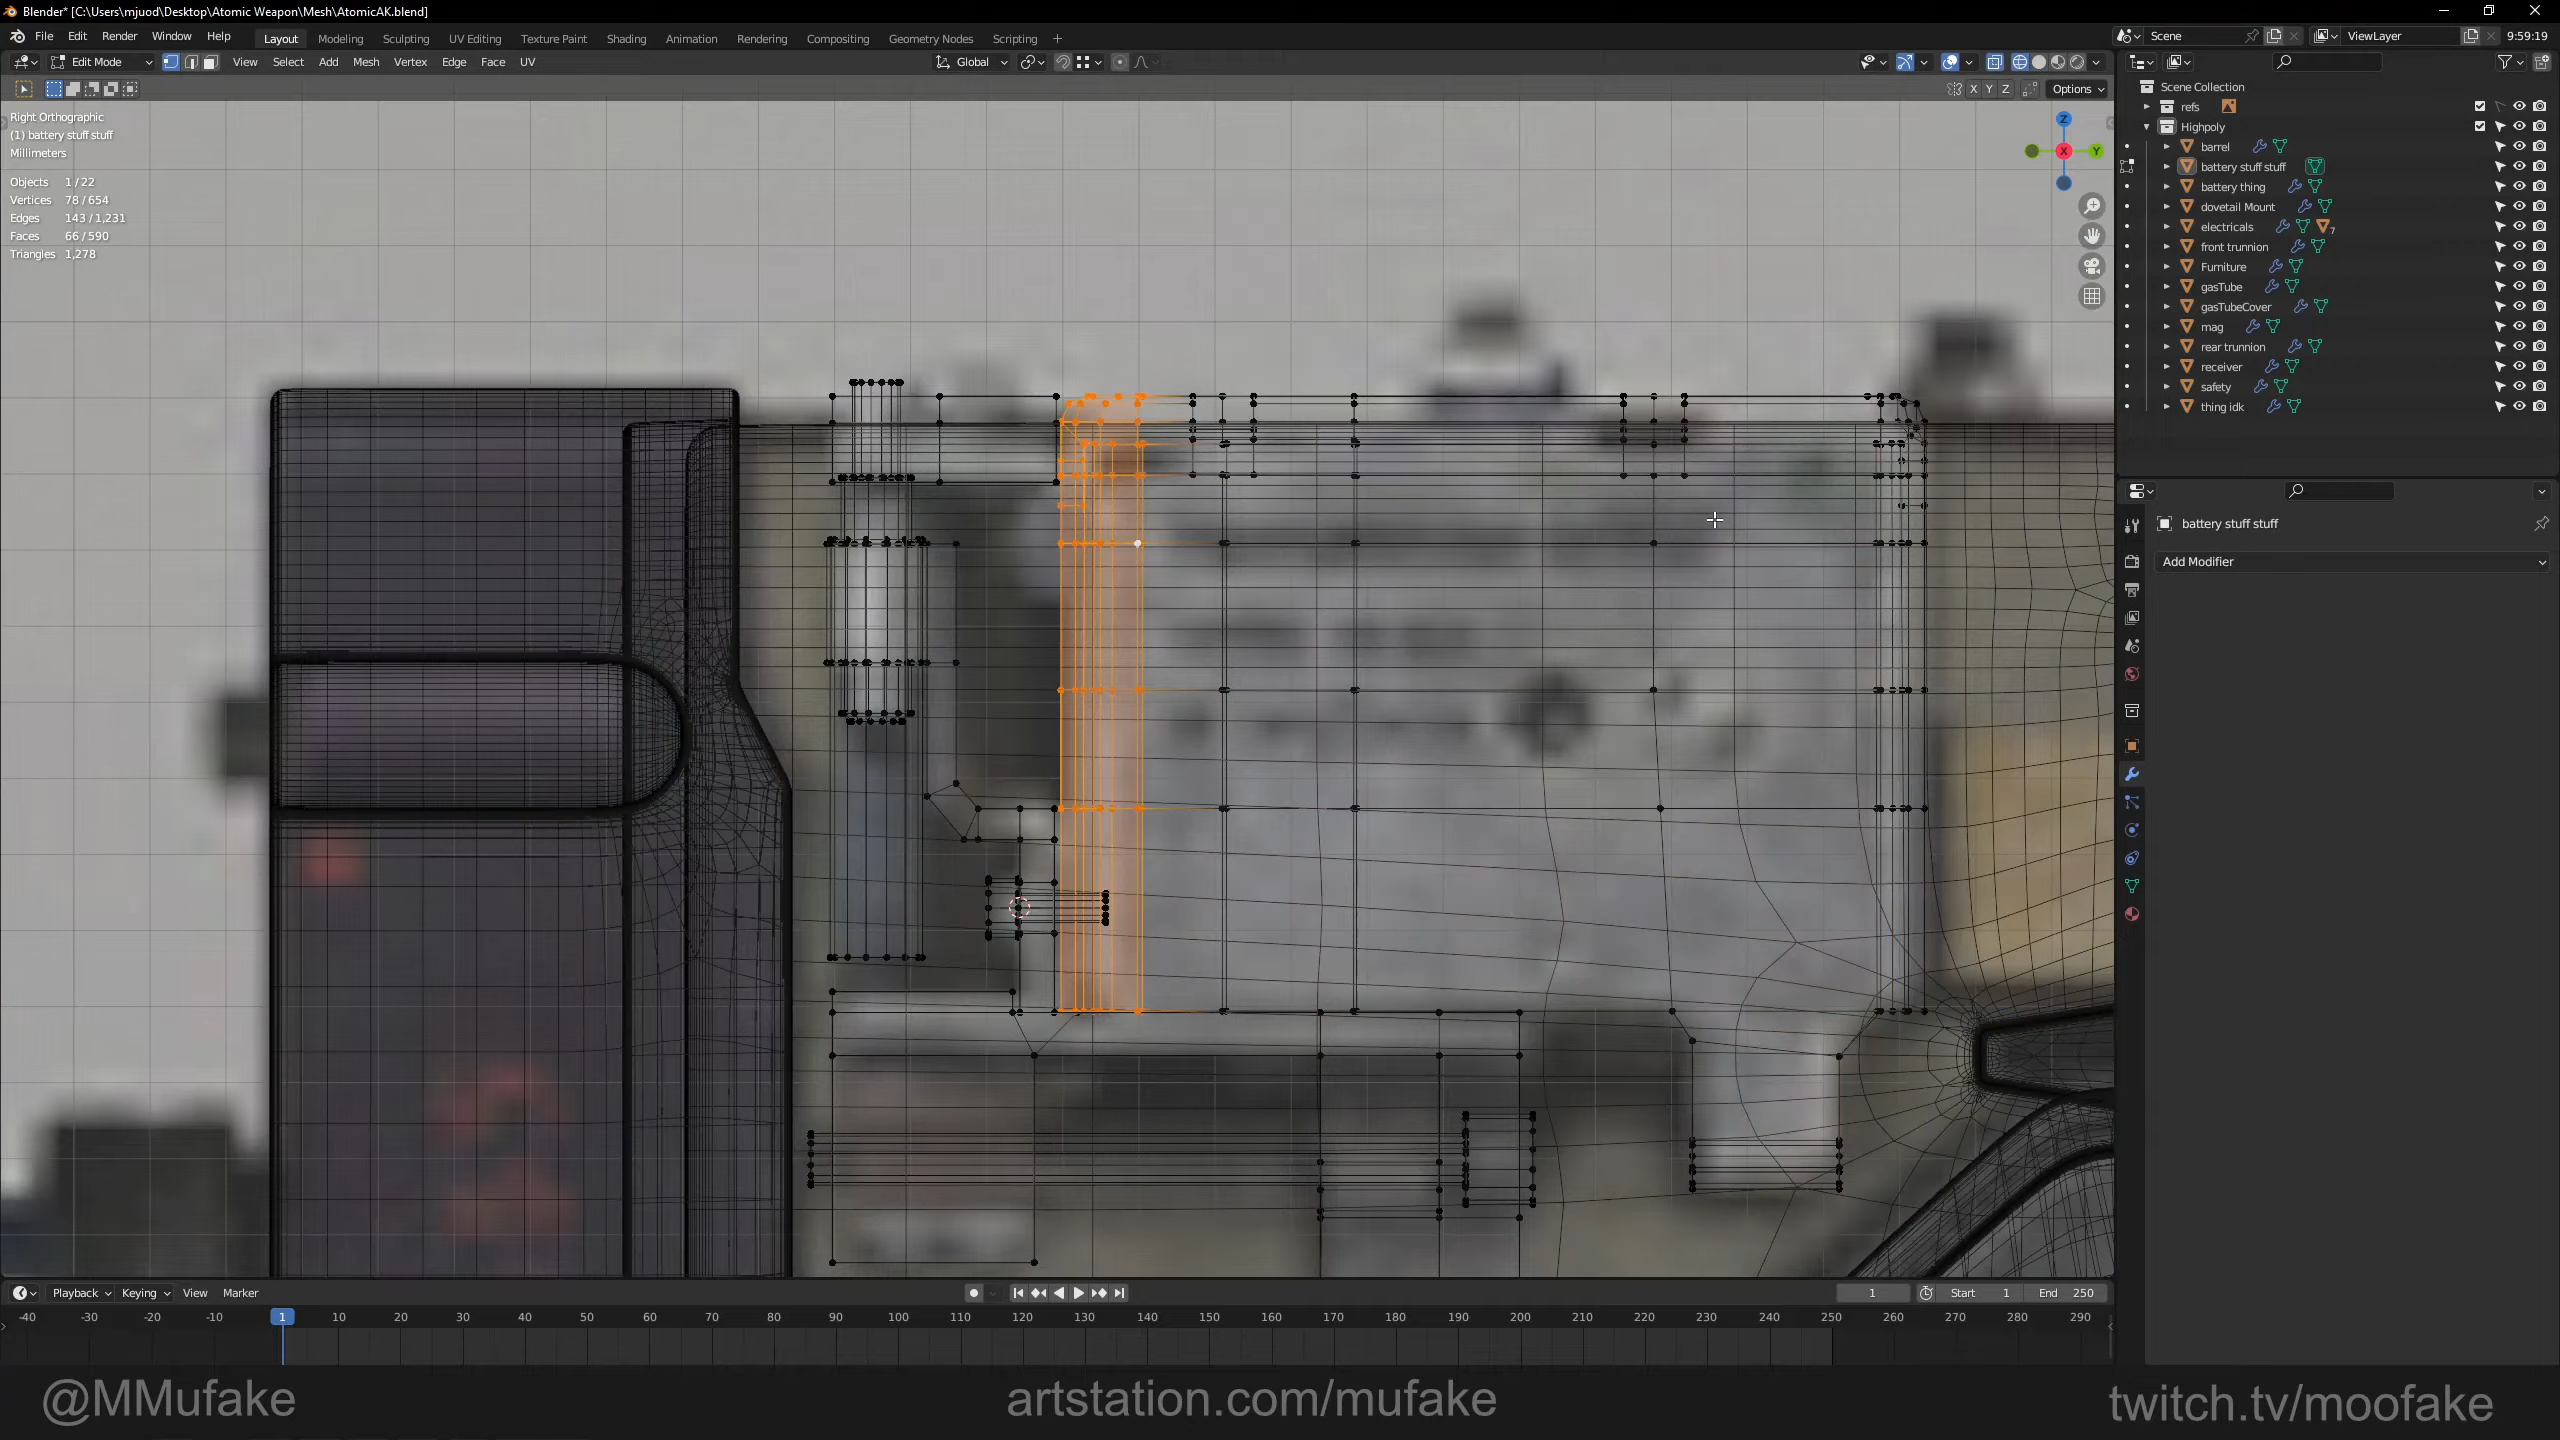 Blender* [C:\Users\mjuod\Desktop\Atomic Weapon\Mesh\AtomicAK.blend]
File Edit Render Window Help Layout Modeling Sculpting UV Editing Texture Paint Shading Animation Rendering Compositing Geometry Nodes Scripting + Scene ViewLayer 9:59:19
Edit Mode View Select Add Mesh Vertex Edge Face UV Global
X Y Z Options
Right Orthographic
(1) battery stuff stuff
Millimeters
Objects 1 / 22
Vertices 78 / 654
Edges 143 / 1,231
Faces 66 / 590
Triangles 1,278
Z
X
Y
Scene Collection
refs
Highpoly
barrel
battery stuff stuff
battery thing
dovetail Mount
electricals 7
front trunnion
Furniture
gasTube
gasTubeCover
mag
rear trunnion
receiver
safety
thing idk
battery stuff stuff
Add Modifier
Playback Keying View Marker 1 Start 1 End 250
-40 -30 -20 -10 1 10 20 30 40 50 60 70 80 90 100 110 120 130 140 150 160 170 180 190 200 210 220 230 240 250 260 270 280 290
@MMufake artstation.com/mufake twitch.tv/moofake